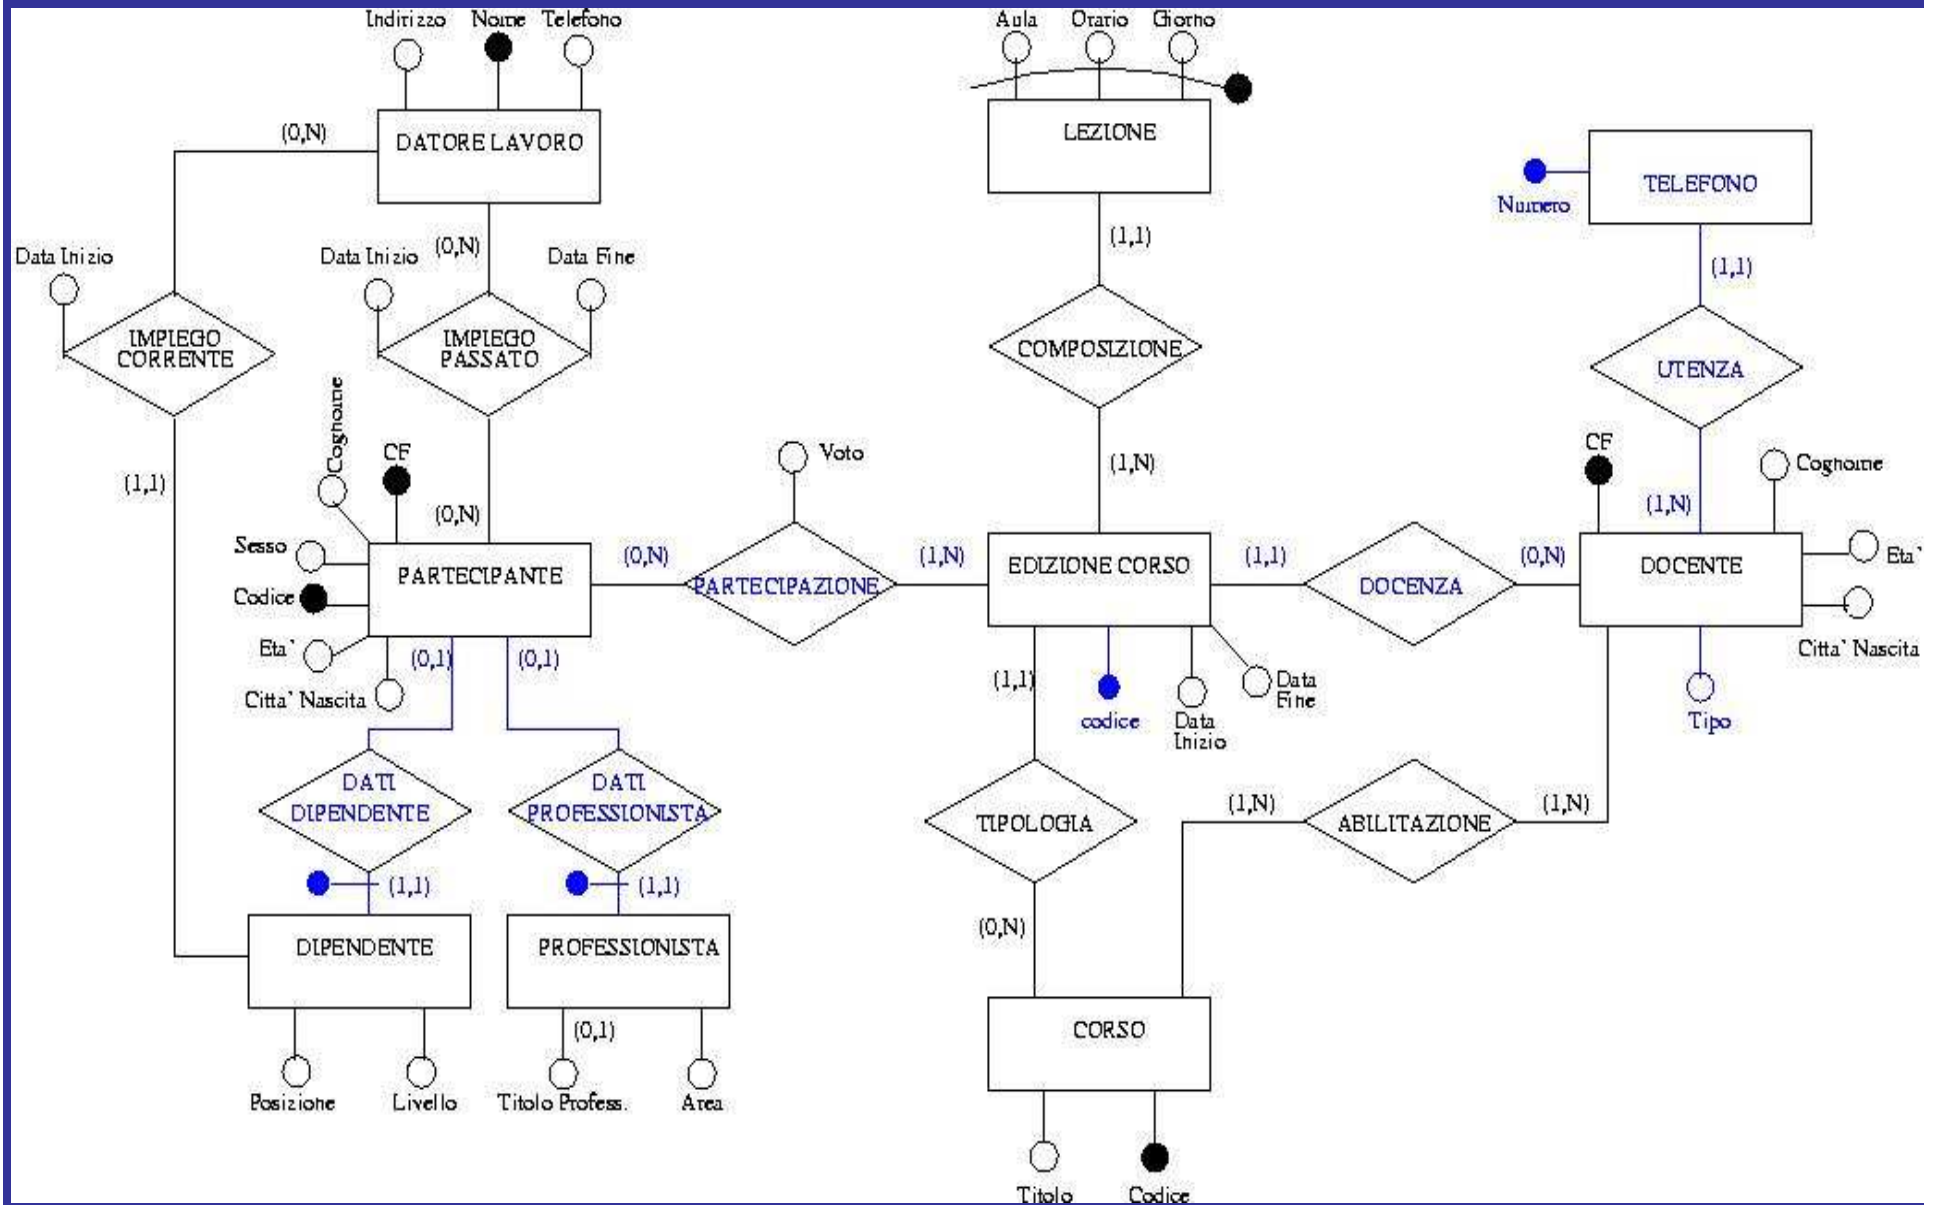 Indirizzo Nome Telefono
Aula Orario Giorno
(0,N)
DATORE LAVORO
LEZIONE
TELEFONO
Numero
(1,1)
(0,N)
(1,1)
Data Inizio
Data Inizio
Data Fine
IMPIEGO
CORRENTE
IMPIEGO
PASSATO
COMPOSIZIONE
UTENZA
Cognome
CF
Voto
CF
Cognome
(1,1)
(0,N)
(1,N)
(1,N)
Sesso
Codice
Eta`
Citta` Nascita
PARTECIPANTE
(0,N)
PARTECIPAZIONE
(1,N)
EDIZIONE CORSO
(1,1)
DOCENZA
(0,N)
DOCENTE
Eta`
Citta` Nascita
(0,1)
(0,1)
(1,1)
codice
Data
Inizio
Data
Fine
Tipo
DATI
DIPENDENTE
DATI
PROFESSIONISTA
TIPOLOGIA
(1,N)
ABILITAZIONE
(1,N)
(1,1)
(1,1)
(0,N)
DIPENDENTE
PROFESSIONISTA
(0,1)
CORSO
Posizione
Livello
Titolo Profess.
Area
Titolo
Codice